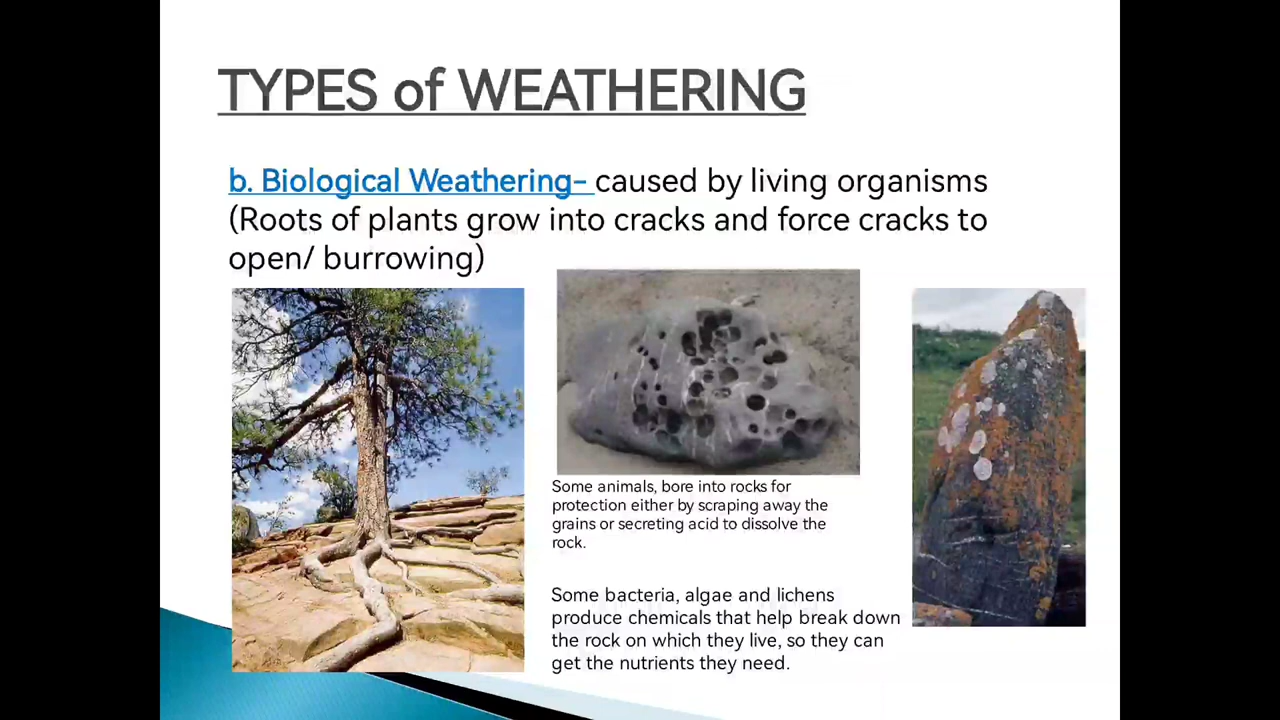 TYPES of WEATHERING
b. Biological Weathering- caused by living organisms
(Roots of plants grow into cracks and force cracks to
open/ burrowing)
Some animals, bore into rocks for
protection either by scraping away the
grains or secreting acid to dissolve the
rock.
Some bacteria, algae and lichens
produce chemicals that help break down
the rock on which they live, so they can
get the nutrients they need.